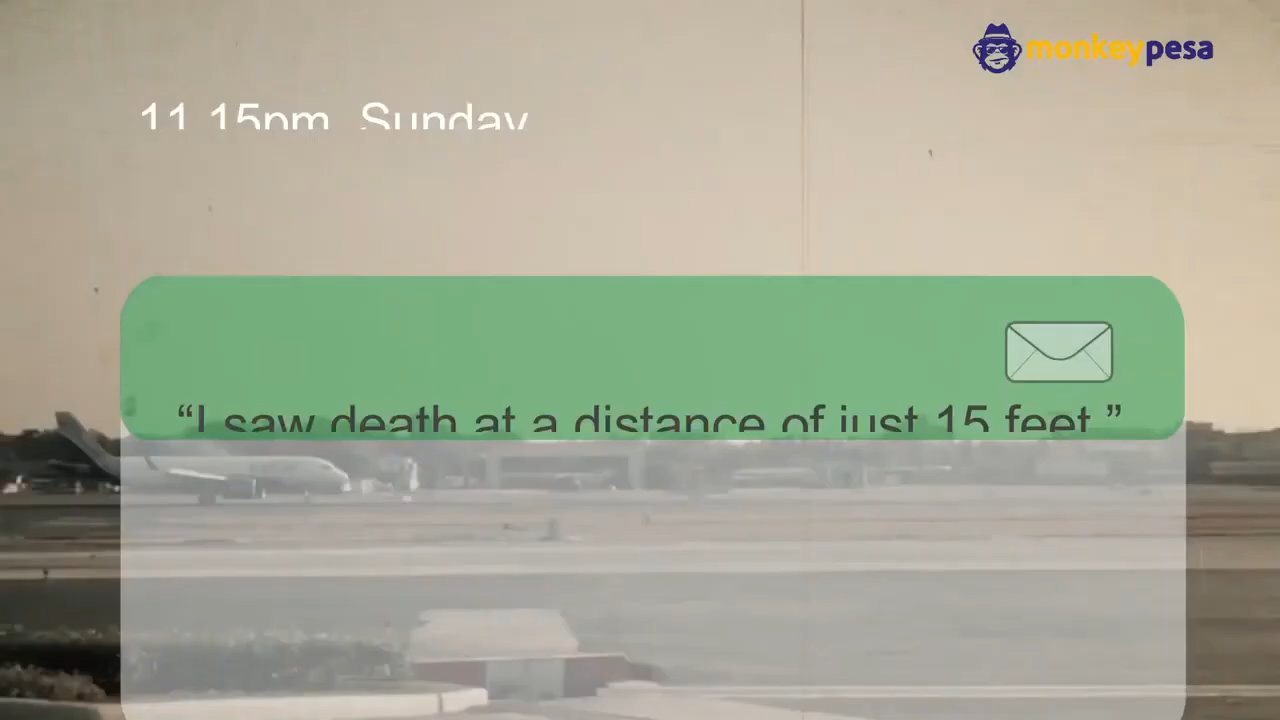 monkeypesa
11.15pm, Sunday
“I saw death at a distance of just 15 feet.”